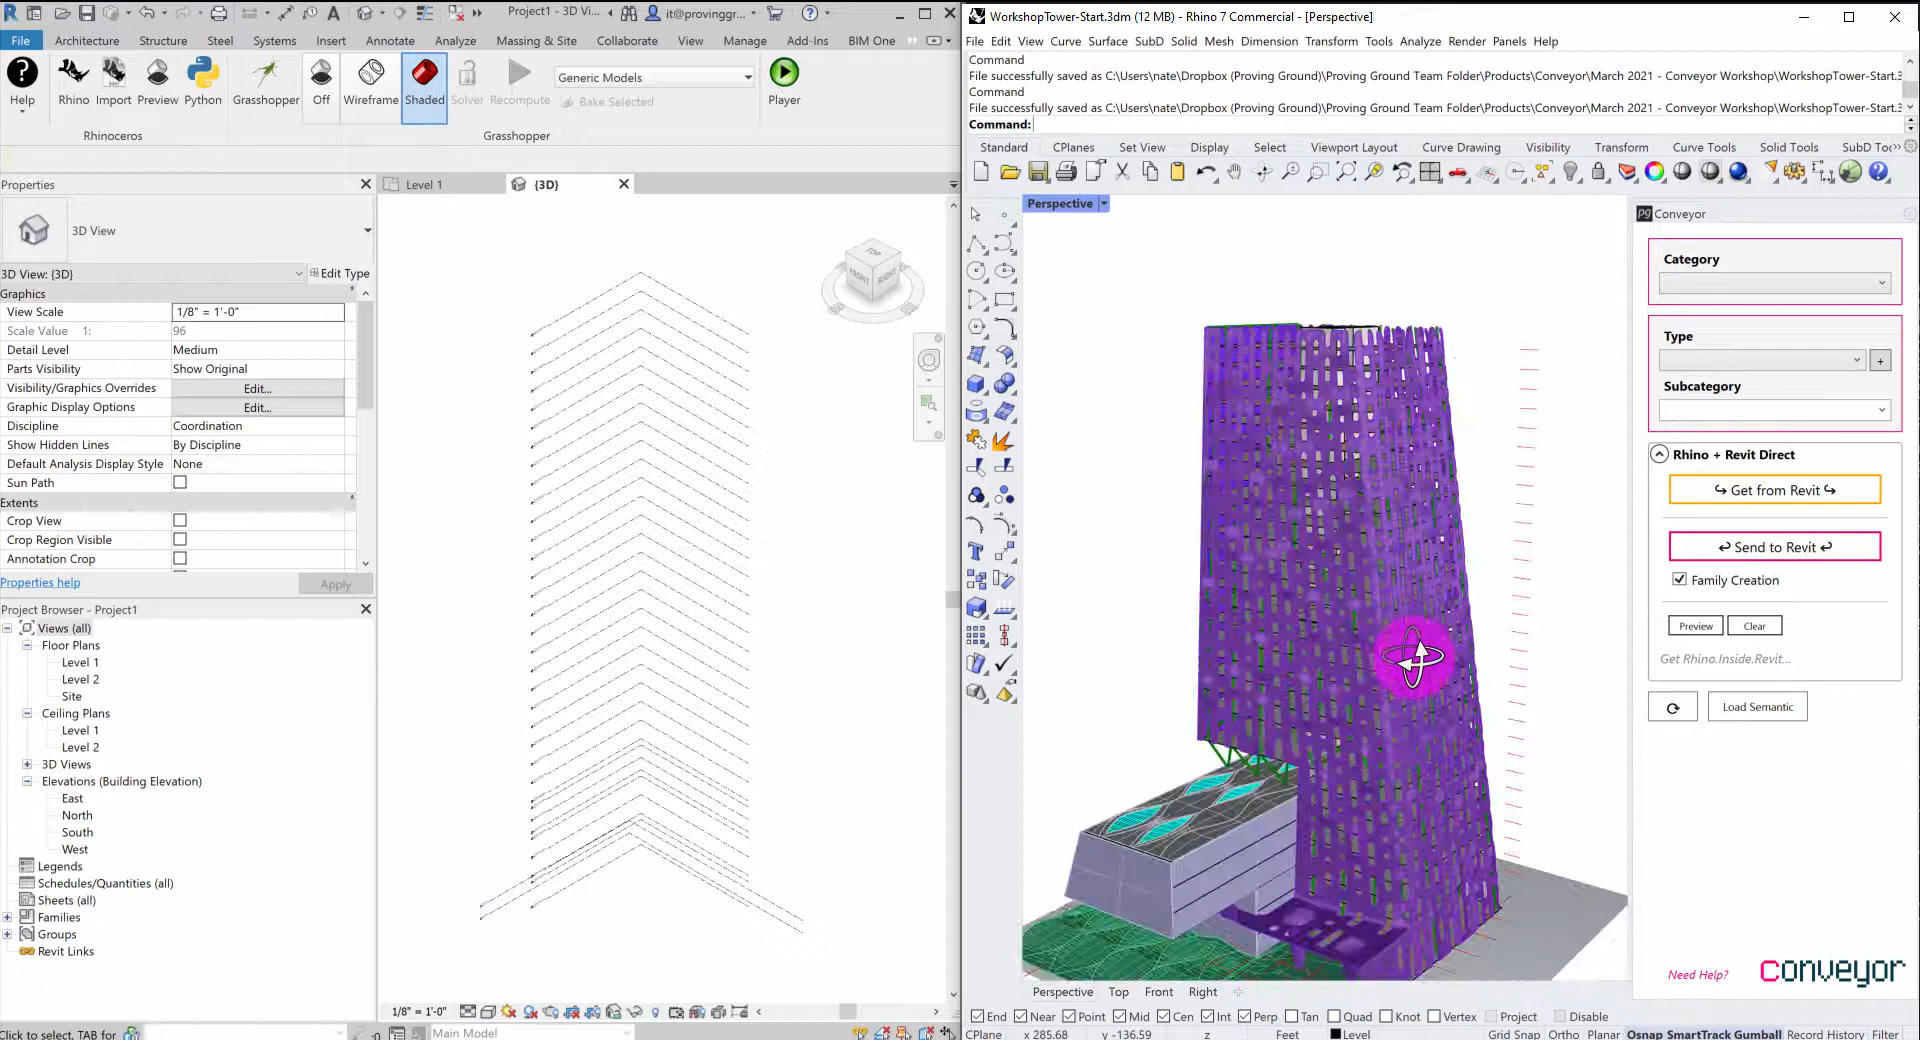 Project1 - 3D Vi...
it@provinggr...
File
Architecture
Structure
Steel
Systems
Insert
Annotate
Analyze
Massing & Site
Collaborate
View
Manage
Add-Ins
BIM One
Help
Rhino
Import
Preview
Python
Grasshopper
Off
Wireframe
Shaded
Solver
Recompute
Generic Models
Bake Selected
Player
Rhinoceros
Grasshopper
Properties
3D View
3D View: {3D}
Edit Type
Graphics
View Scale
1/8" = 1'-0"
Scale Value 1:
96
Detail Level
Medium
Parts Visibility
Show Original
Visibility/Graphics Overrides
Edit...
Graphic Display Options
Edit...
Discipline
Coordination
Show Hidden Lines
By Discipline
Default Analysis Display Style
None
Sun Path
Extents
Crop View
Crop Region Visible
Annotation Crop
Properties help
Apply
Project Browser - Project1
Views (all)
Floor Plans
Level 1
Level 2
Site
Ceiling Plans
Level 1
Level 2
3D Views
Elevations (Building Elevation)
East
North
South
West
Legends
Schedules/Quantities (all)
Sheets (all)
Families
Groups
Revit Links
Click to select, TAB for
Level 1
{3D}
TOP
FRONT
RIGHT
1/8" = 1'-0"
:0
Main Model
WorkshopTower-Start.3dm (12 MB) - Rhino 7 Commercial - [Perspective]
File Edit View Curve Surface SubD Solid Mesh Dimension Transform Tools Analyze Render Panels Help
Command
File successfully saved as C:\Users\nate\Dropbox (Proving Ground)\Proving Ground Team Folder\Products\Conveyor\March 2021 - Conveyor Workshop\WorkshopTower-Start.3
Command
File successfully saved as C:\Users\nate\Dropbox (Proving Ground)\Proving Ground Team Folder\Products\Conveyor\March 2021 - Conveyor Workshop\WorkshopTower-Start.3
Command:
Standard
CPlanes
Set View
Display
Select
Viewport Layout
Curve Drawing
Visibility
Transform
Curve Tools
Solid Tools
SubD Toc
Perspective
pg Conveyor
Category
Type
+
Subcategory
Rhino + Revit Direct
↪ Get from Revit ↪
↩ Send to Revit ↩
Family Creation
Preview
Clear
Get Rhino.Inside.Revit...
Load Semantic
Need Help?
conveyor
Perspective
Top
Front
Right
End
Near
Point
Mid
Cen
Int
Perp
Tan
Quad
Knot
Vertex
Project
Disable
CPlane
x 285.68
y -136.59
z
Feet
Level
Grid Snap
Ortho
Planar
Osnap
SmartTrack
Gumball
Record History
Filter